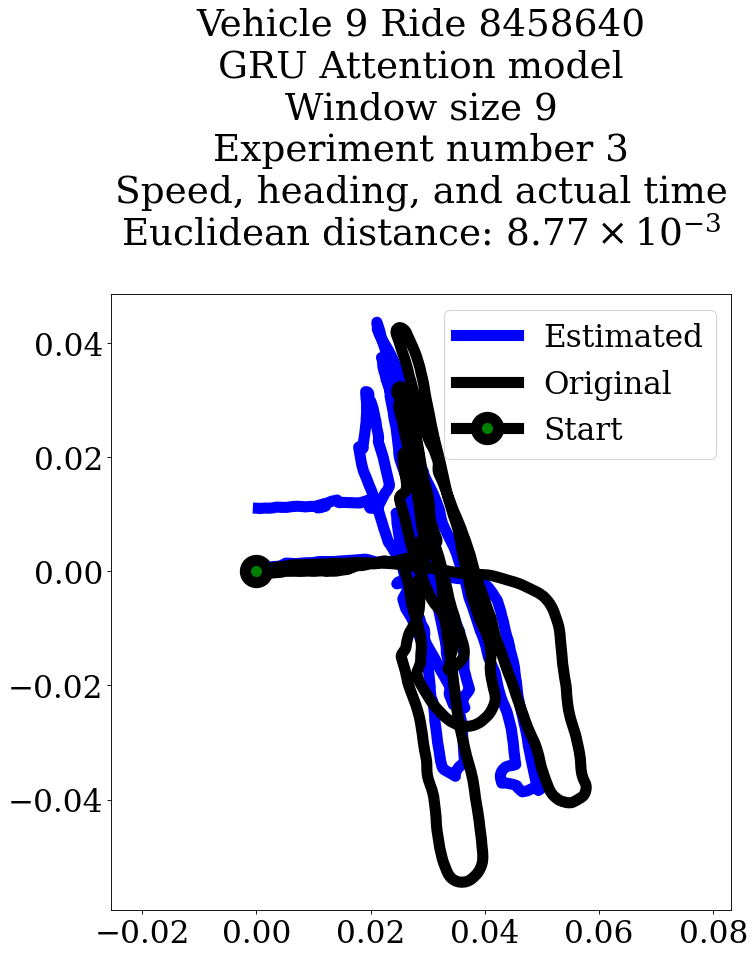 Vehicle 9 Ride 8458640
GRU Attention model
Window size 9
Experiment number 3
Speed, heading, and actual time
Euclidean distance: 8.77 × 10⁻³
Estimated
Original
Start
0.04
0.02
0.00
−0.02
−0.04
−0.02 0.00 0.02 0.04 0.06 0.08